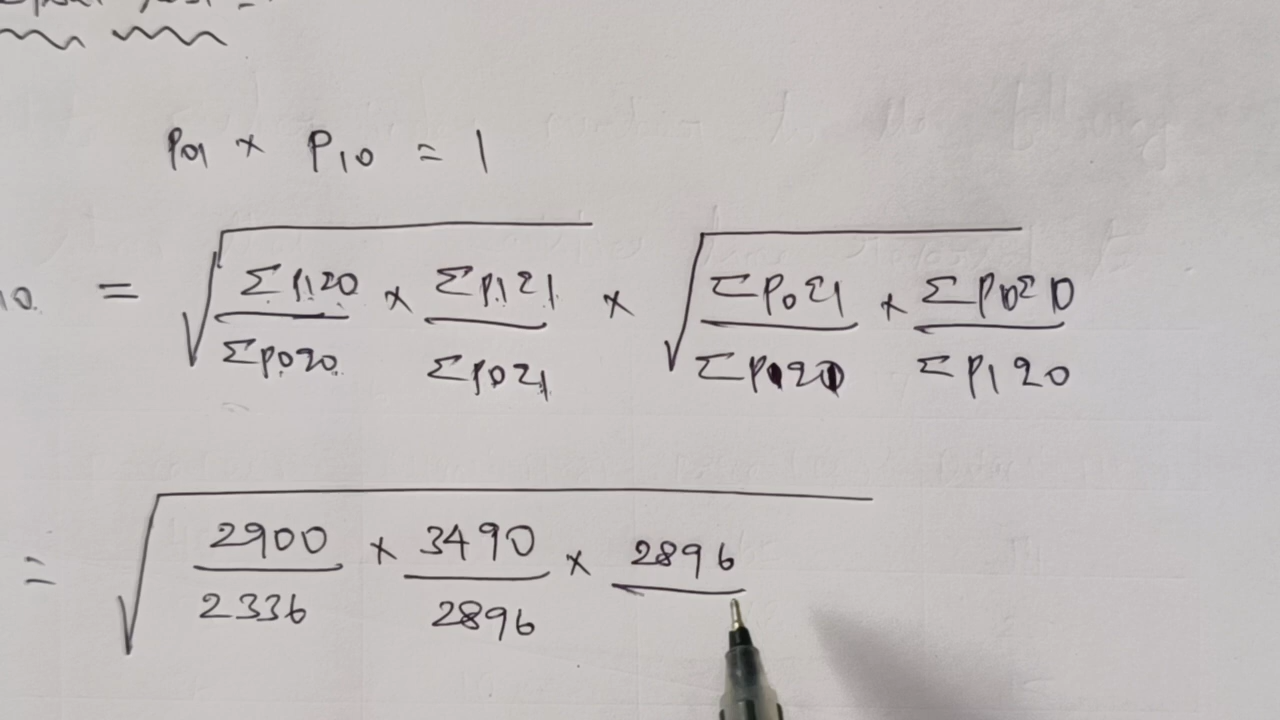 P01 × P10 = 1
10 = √ Σp1q0 / Σp0q0 × Σp1q1 / Σp0q1 × √ Σp0q1 / Σp1q1 × Σp0q0 / Σp1q0
= √ 2900 / 2336 × 3490 / 2896 × 2896